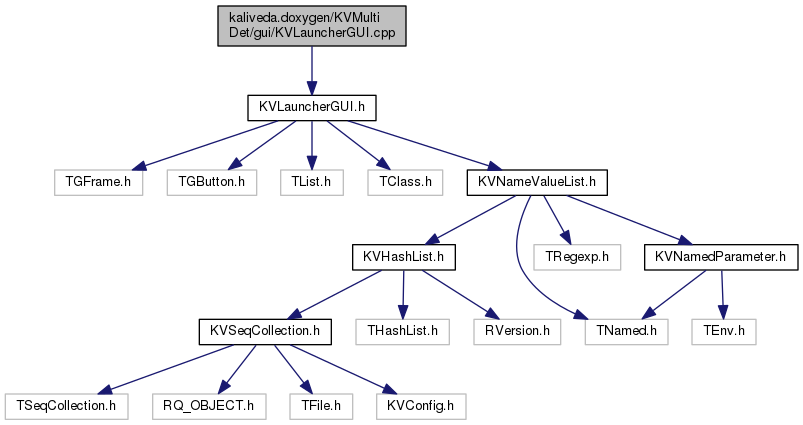 kaliveda.doxygen/KVMulti
Det/gui/KVLauncherGUI.cpp
KVLauncherGUI.h
TGFrame.h
TGButton.h
TList.h
TClass.h
KVNameValueList.h
KVHashList.h
TRegexp.h
KVNamedParameter.h
KVSeqCollection.h
THashList.h
RVersion.h
TNamed.h
TEnv.h
TSeqCollection.h
RQ_OBJECT.h
TFile.h
KVConfig.h